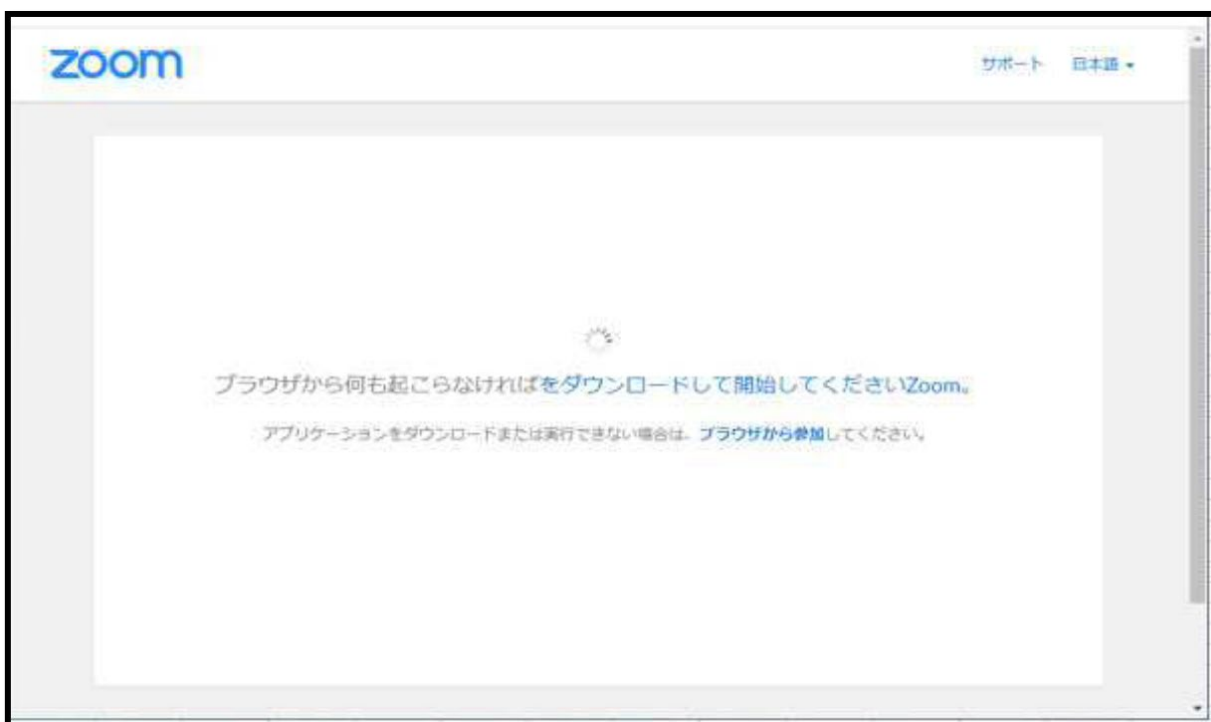 zoom
サポート 日本語
ブラウザから何も起こらなければをダウンロードして開始してくださいZoom。
アプリケーションをダウンロードまたは実行できない場合は、ブラウザから参加してください。